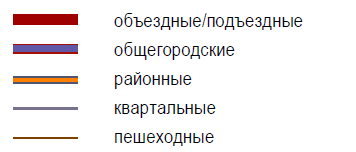 объездные/подъездные
общегородские
районные
квартальные
пешеходные